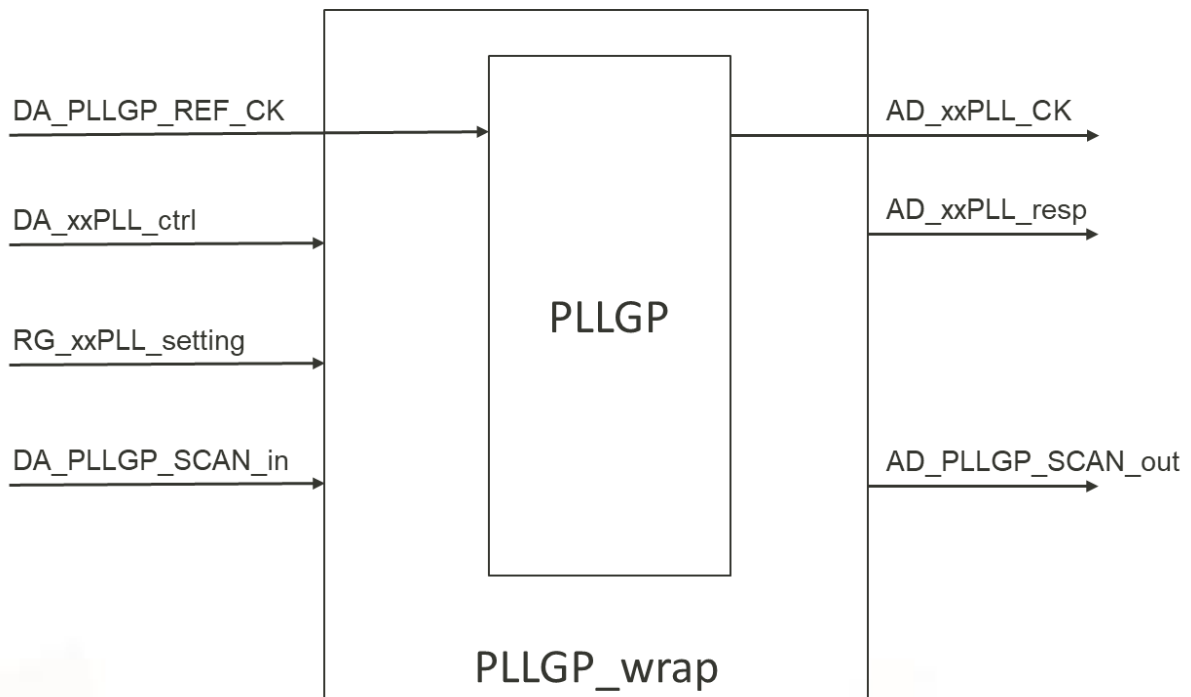 DA_PLLGP_REF_CK
AD_xxPLL_CK
DA_xxPLL_ctrl
AD_xxPLL_resp
PLLGP
RG_xxPLL_setting
DA_PLLGP_SCAN_in
AD_PLLGP_SCAN_out
PLLGP_wrap